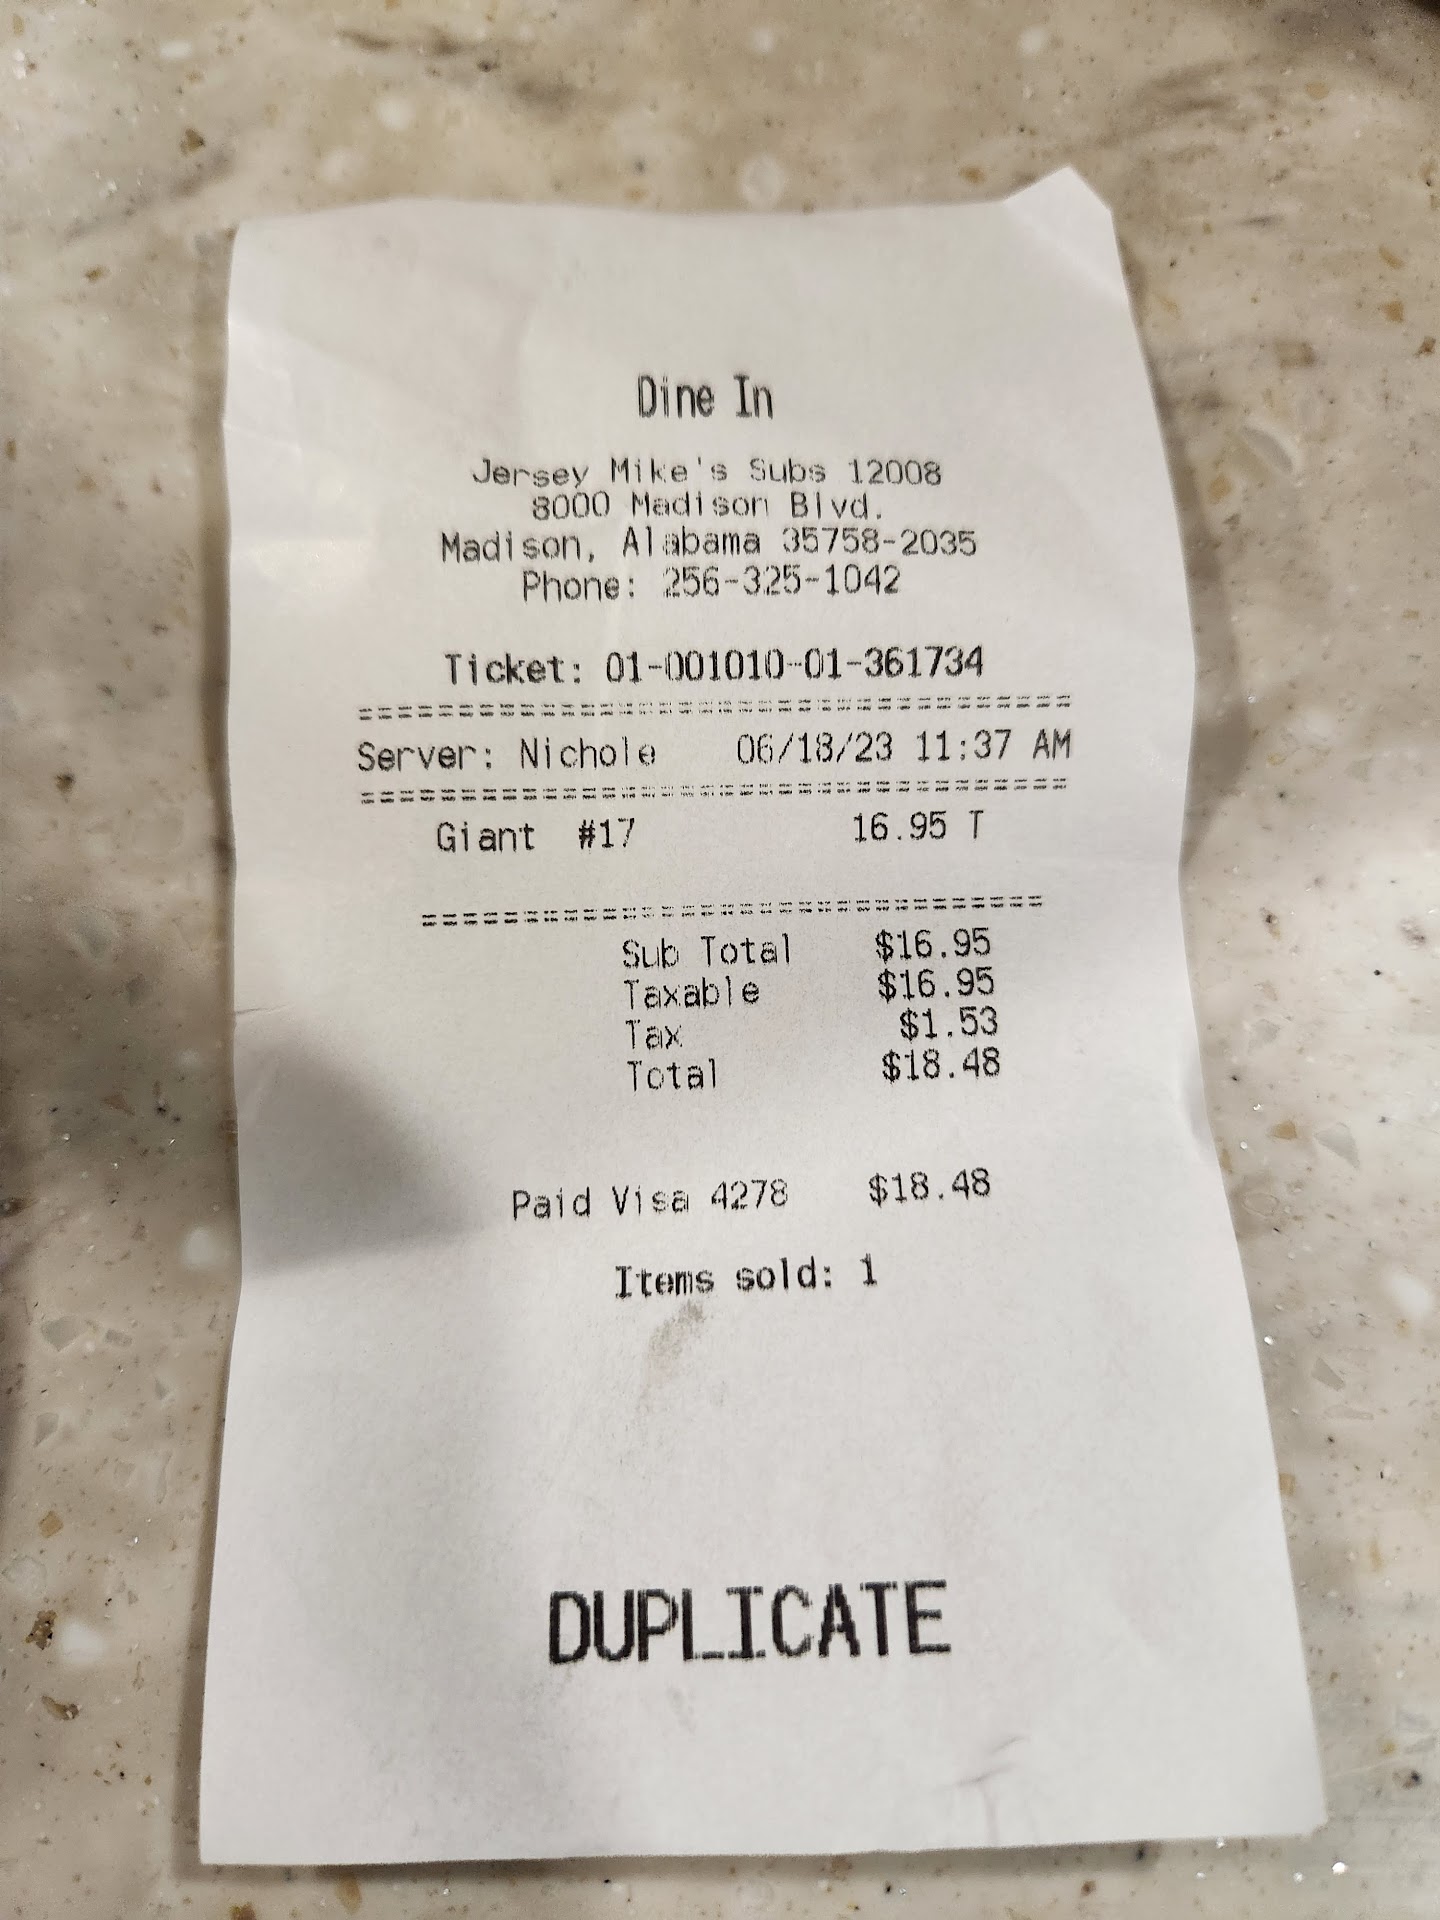 Dine In
Jersey Mike's Subs 12008
8000 Madison Blvd.
Madison, Alabama 35758-2035
Phone: 256-325-1042
Ticket: 01-001010-01-361734
Server: Nichole 06/18/23 11:37 AM
Giant #17 16.95 T
Sub Total $16.95
Taxable $16.95
Tax $1.53
Total $18.48
Paid Visa 4278 $18.48
Items sold: 1
DUPLICATE